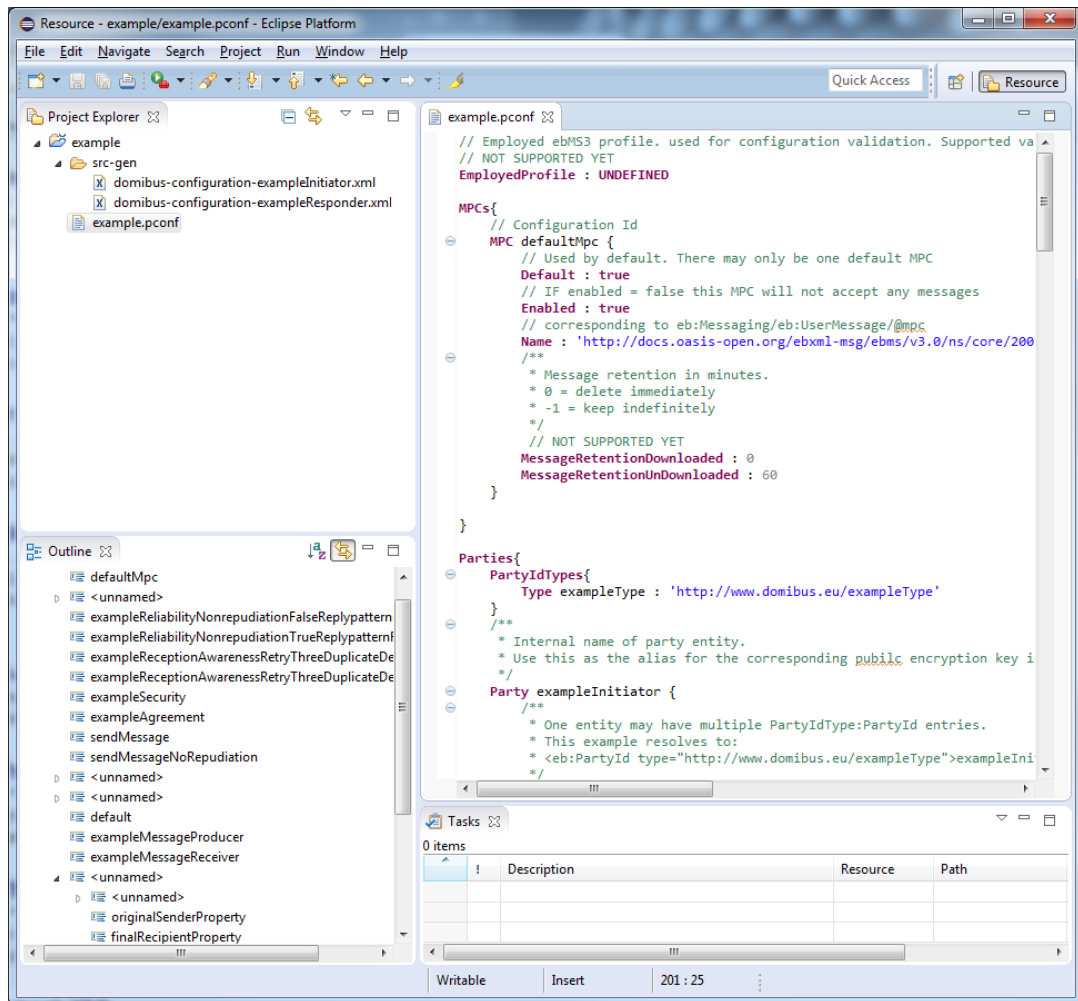 Resource - example/example.pconf - Eclipse Platform
File Edit Navigate Search Project Run Window Help
Quick Access
Resource
Project Explorer
example
src-gen
domibus-configuration-exampleInitiator.xml
domibus-configuration-exampleResponder.xml
example.pconf
example.pconf
// Employed ebMS3 profile. used for configuration validation. Supported va
// NOT SUPPORTED YET
EmployedProfile : UNDEFINED
MPCs{
// Configuration Id
MPC defaultMpc {
// Used by default. There may only be one default MPC
Default : true
// IF enabled = false this MPC will not accept any messages
Enabled : true
// corresponding to eb:Messaging/eb:UserMessage/@mpc
Name : 'http://docs.oasis-open.org/ebxml-msg/ebms/v3.0/ns/core/200
/**
* Message retention in minutes.
* 0 = delete immediately
* -1 = keep indefinitely
*/
// NOT SUPPORTED YET
MessageRetentionDownloaded : 0
MessageRetentionUnDownloaded : 60
}
}
Parties{
PartyIdTypes{
Type exampleType : 'http://www.domibus.eu/exampleType'
}
/**
* Internal name of party entity.
* Use this as the alias for the corresponding pubilc encryption key i
*/
Party exampleInitiator {
/**
* One entity may have multiple PartyIdType:PartyId entries.
* This example resolves to:
* <eb:PartyId type="http://www.domibus.eu/exampleType">exampleIni
*/
Outline
defaultMpc
<unnamed>
exampleReliabilityNonrepudiationFalseReplypattern
exampleReliabilityNonrepudiationTrueReplypatternF
exampleReceptionAwarenessRetryThreeDuplicateDe
exampleReceptionAwarenessRetryThreeDuplicateDe
exampleSecurity
exampleAgreement
sendMessage
sendMessageNoRepudiation
<unnamed>
<unnamed>
default
exampleMessageProducer
exampleMessageReceiver
<unnamed>
<unnamed>
originalSenderProperty
finalRecipientProperty
Tasks
0 items
! Description Resource Path
Writable Insert 201 : 25